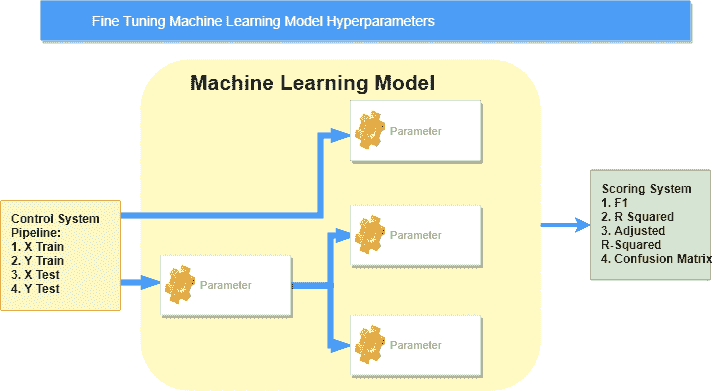 Fine Tuning Machine Learning Model Hyperparameters
Machine Learning Model
Parameter
Control System
Pipeline:
1. X Train
2. Y Train
3. X Test
4. Y Test
Parameter
Parameter
Parameter
Scoring System
1. F1
2. R Squared
3. Adjusted
R-Squared
4. Confusion Matrix